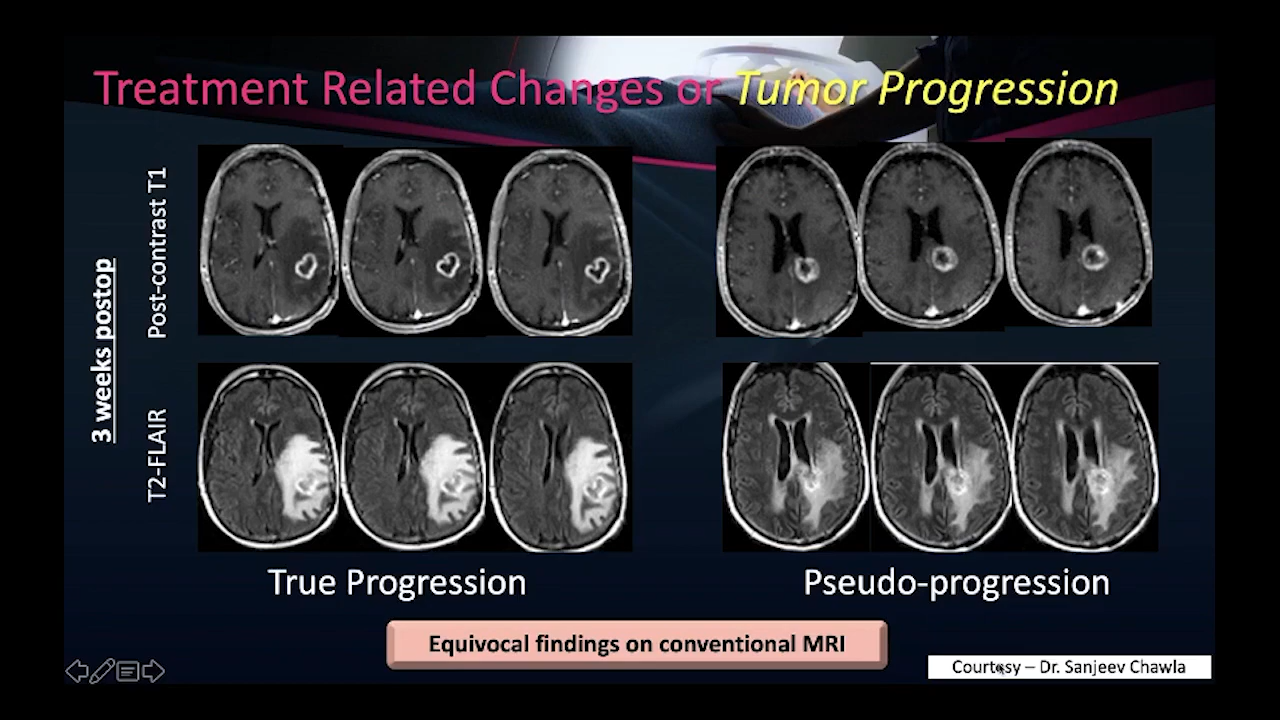 Treatment Related Changes or Tumor Progression
3 weeks postop
Post-contrast T1
T2-FLAIR
True Progression
Pseudo-progression
Equivocal findings on conventional MRI
Courtesy – Dr. Sanjeev Chawla